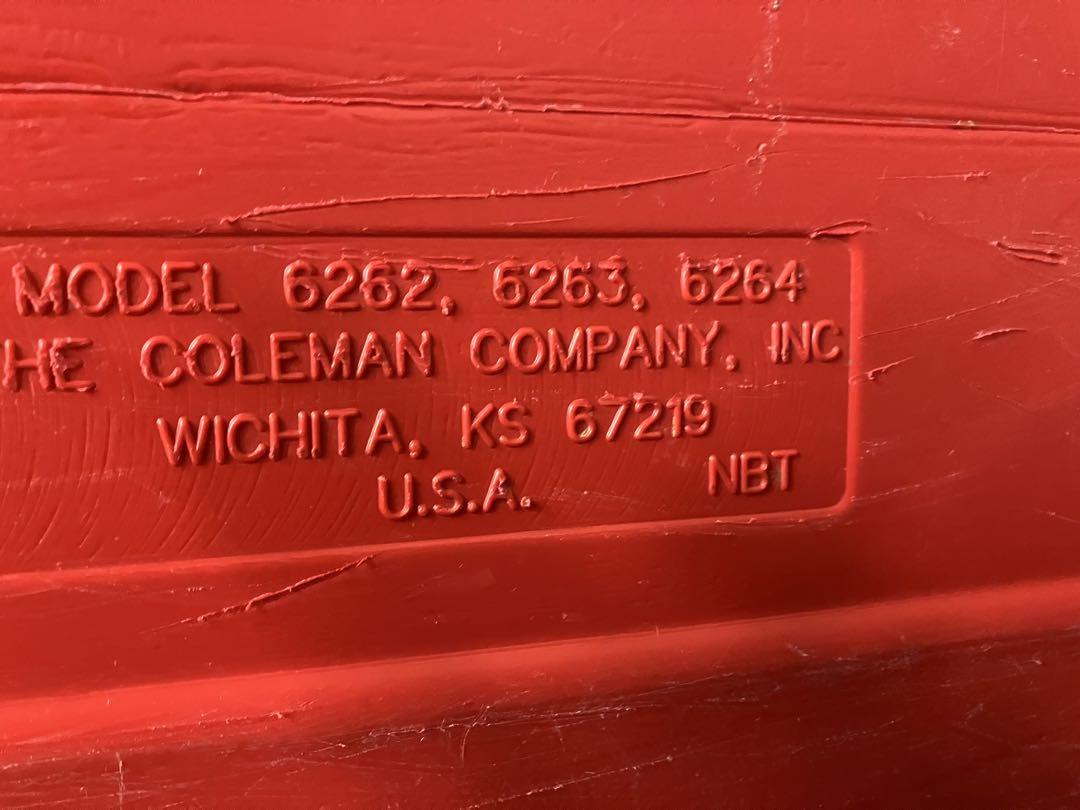 MODEL 6262, 6263, 6264
HE COLEMAN COMPANY, INC
WICHITA, KS 67219
U.S.A. NBT